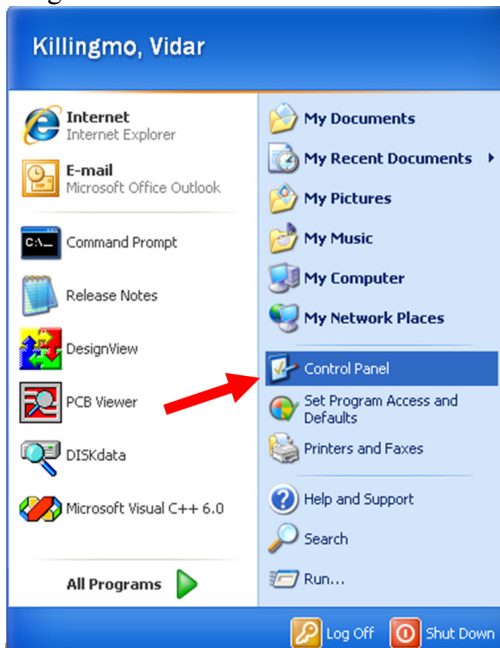 Killingmo, Vidar
Internet
Internet Explorer
E-mail
Microsoft Office Outlook
C:\_
Command Prompt
Release Notes
DesignView
PCB Viewer
DISKdata
Microsoft Visual C++ 6.0
All Programs
My Documents
My Recent Documents
My Pictures
My Music
My Computer
My Network Places
Control Panel
Set Program Access and
Defaults
Printers and Faxes
Help and Support
Search
Run...
Log Off
Shut Down